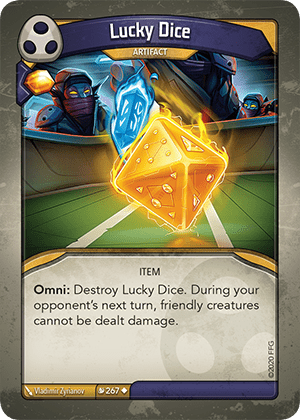 Lucky Dice
ARTIFACT
ITEM
Omni: Destroy Lucky Dice. During your
opponent's next turn, friendly creatures
cannot be dealt damage.
Vladimir Zyrianov
267
©2020 FFG